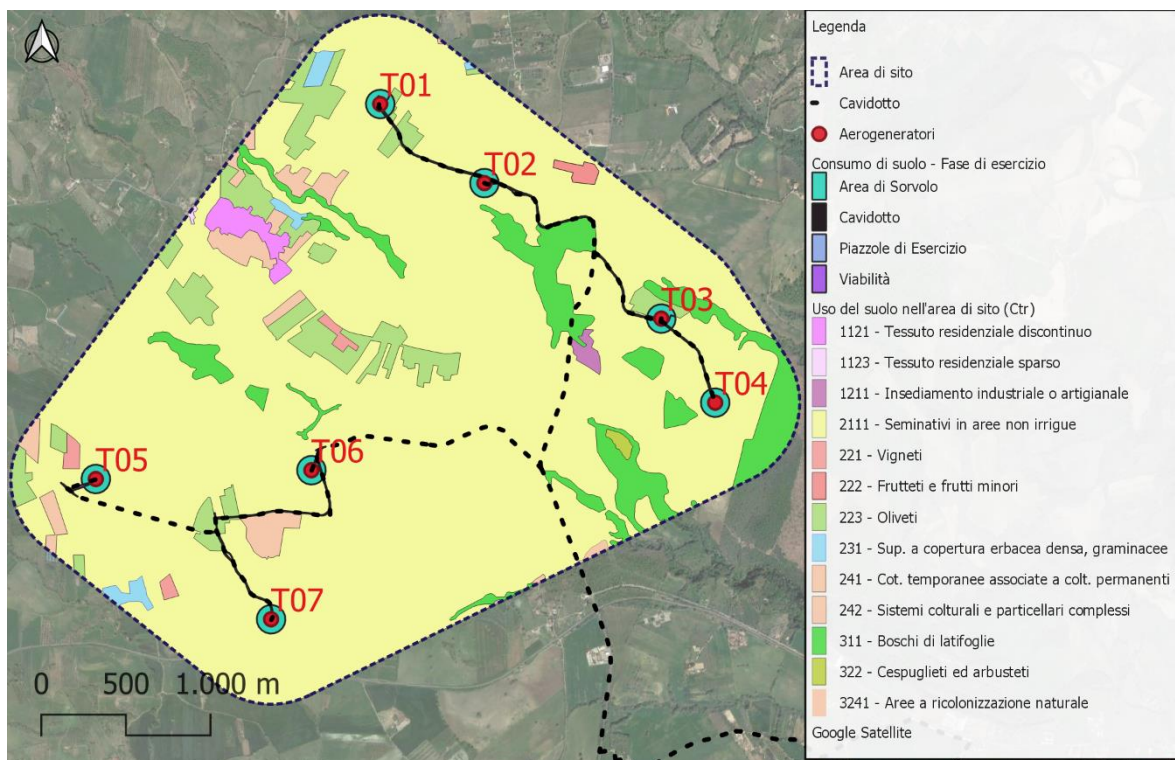 T01
T02
T03
T04
T05
T06
T07
0 500 1.000 m
Legenda
Area di sito
Cavidotto
Aerogeneratori
Consumo di suolo - Fase di esercizio
Area di Sorvolo
Cavidotto
Piazzole di Esercizio
Viabilità
Uso del suolo nell'area di sito (Ctr)
1121 - Tessuto residenziale discontinuo
1123 - Tessuto residenziale sparso
1211 - Insediamento industriale o artigianale
2111 - Seminativi in aree non irrigue
221 - Vigneti
222 - Frutteti e frutti minori
223 - Oliveti
231 - Sup. a copertura erbacea densa, graminacee
241 - Cot. temporanee associate a colt. permanenti
242 - Sistemi colturali e particellari complessi
311 - Boschi di latifoglie
322 - Cespuglieti ed arbusteti
3241 - Aree a ricolonizzazione naturale
Google Satellite